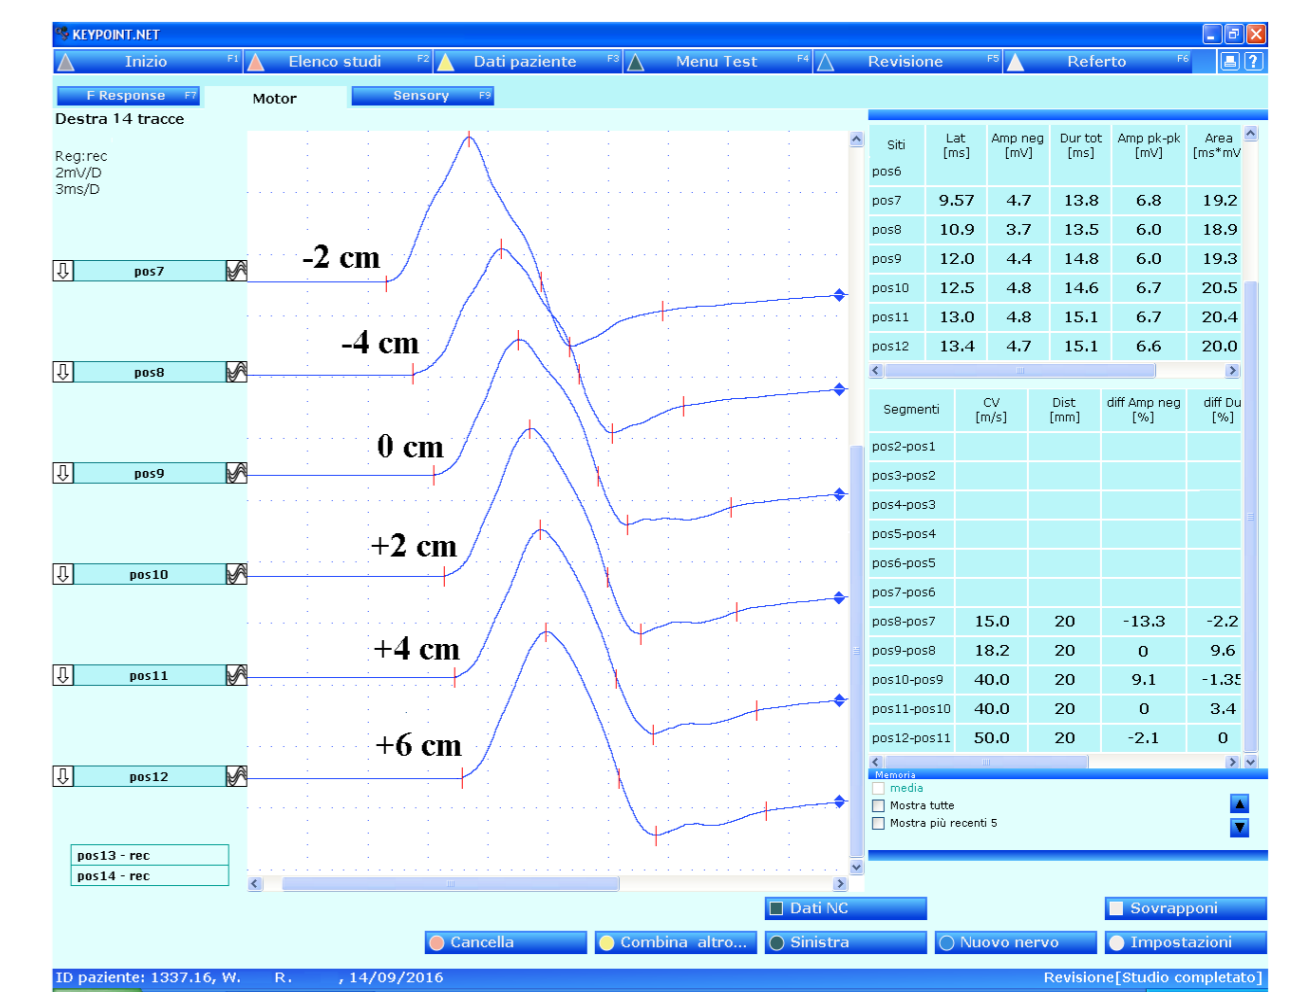 KEYPOINT.NET
Inizio F1 Elenco studi F2 Dati paziente F3 Menu Test F4 Revisione F5 Referto F6 ?
F Response F7 Motor Sensory F9
Destra 14 tracce
Reg:rec
2mV/D
3ms/D
-2 cm
pos7
-4 cm
pos8
0 cm
pos9
+2 cm
pos10
+4 cm
pos11
+6 cm
pos12
pos13 - rec
pos14 - rec
Siti Lat [ms] Amp neg [mV] Dur tot [ms] Amp pk-pk [mV] Area [ms*mV
pos6
pos7 9.57 4.7 13.8 6.8 19.2
pos8 10.9 3.7 13.5 6.0 18.9
pos9 12.0 4.4 14.8 6.0 19.3
pos10 12.5 4.8 14.6 6.7 20.5
pos11 13.0 4.8 15.1 6.7 20.4
pos12 13.4 4.7 15.1 6.6 20.0
Segmenti CV [m/s] Dist [mm] diff Amp neg [%] diff Du [%]
pos2-pos1
pos3-pos2
pos4-pos3
pos5-pos4
pos6-pos5
pos7-pos6
pos8-pos7 15.0 20 -13.3 -2.2
pos9-pos8 18.2 20 0 9.6
pos10-pos9 40.0 20 9.1 -1.35
pos11-pos10 40.0 20 0 3.4
pos12-pos11 50.0 20 -2.1 0
Memoria
media
Mostra tutte
Mostra più recenti 5
Dati NC Sovrapponi
Cancella Combina altro... Sinistra Nuovo nervo Impostazioni
ID paziente: 1337.16, W. R. , 14/09/2016 Revisione[Studio completato]